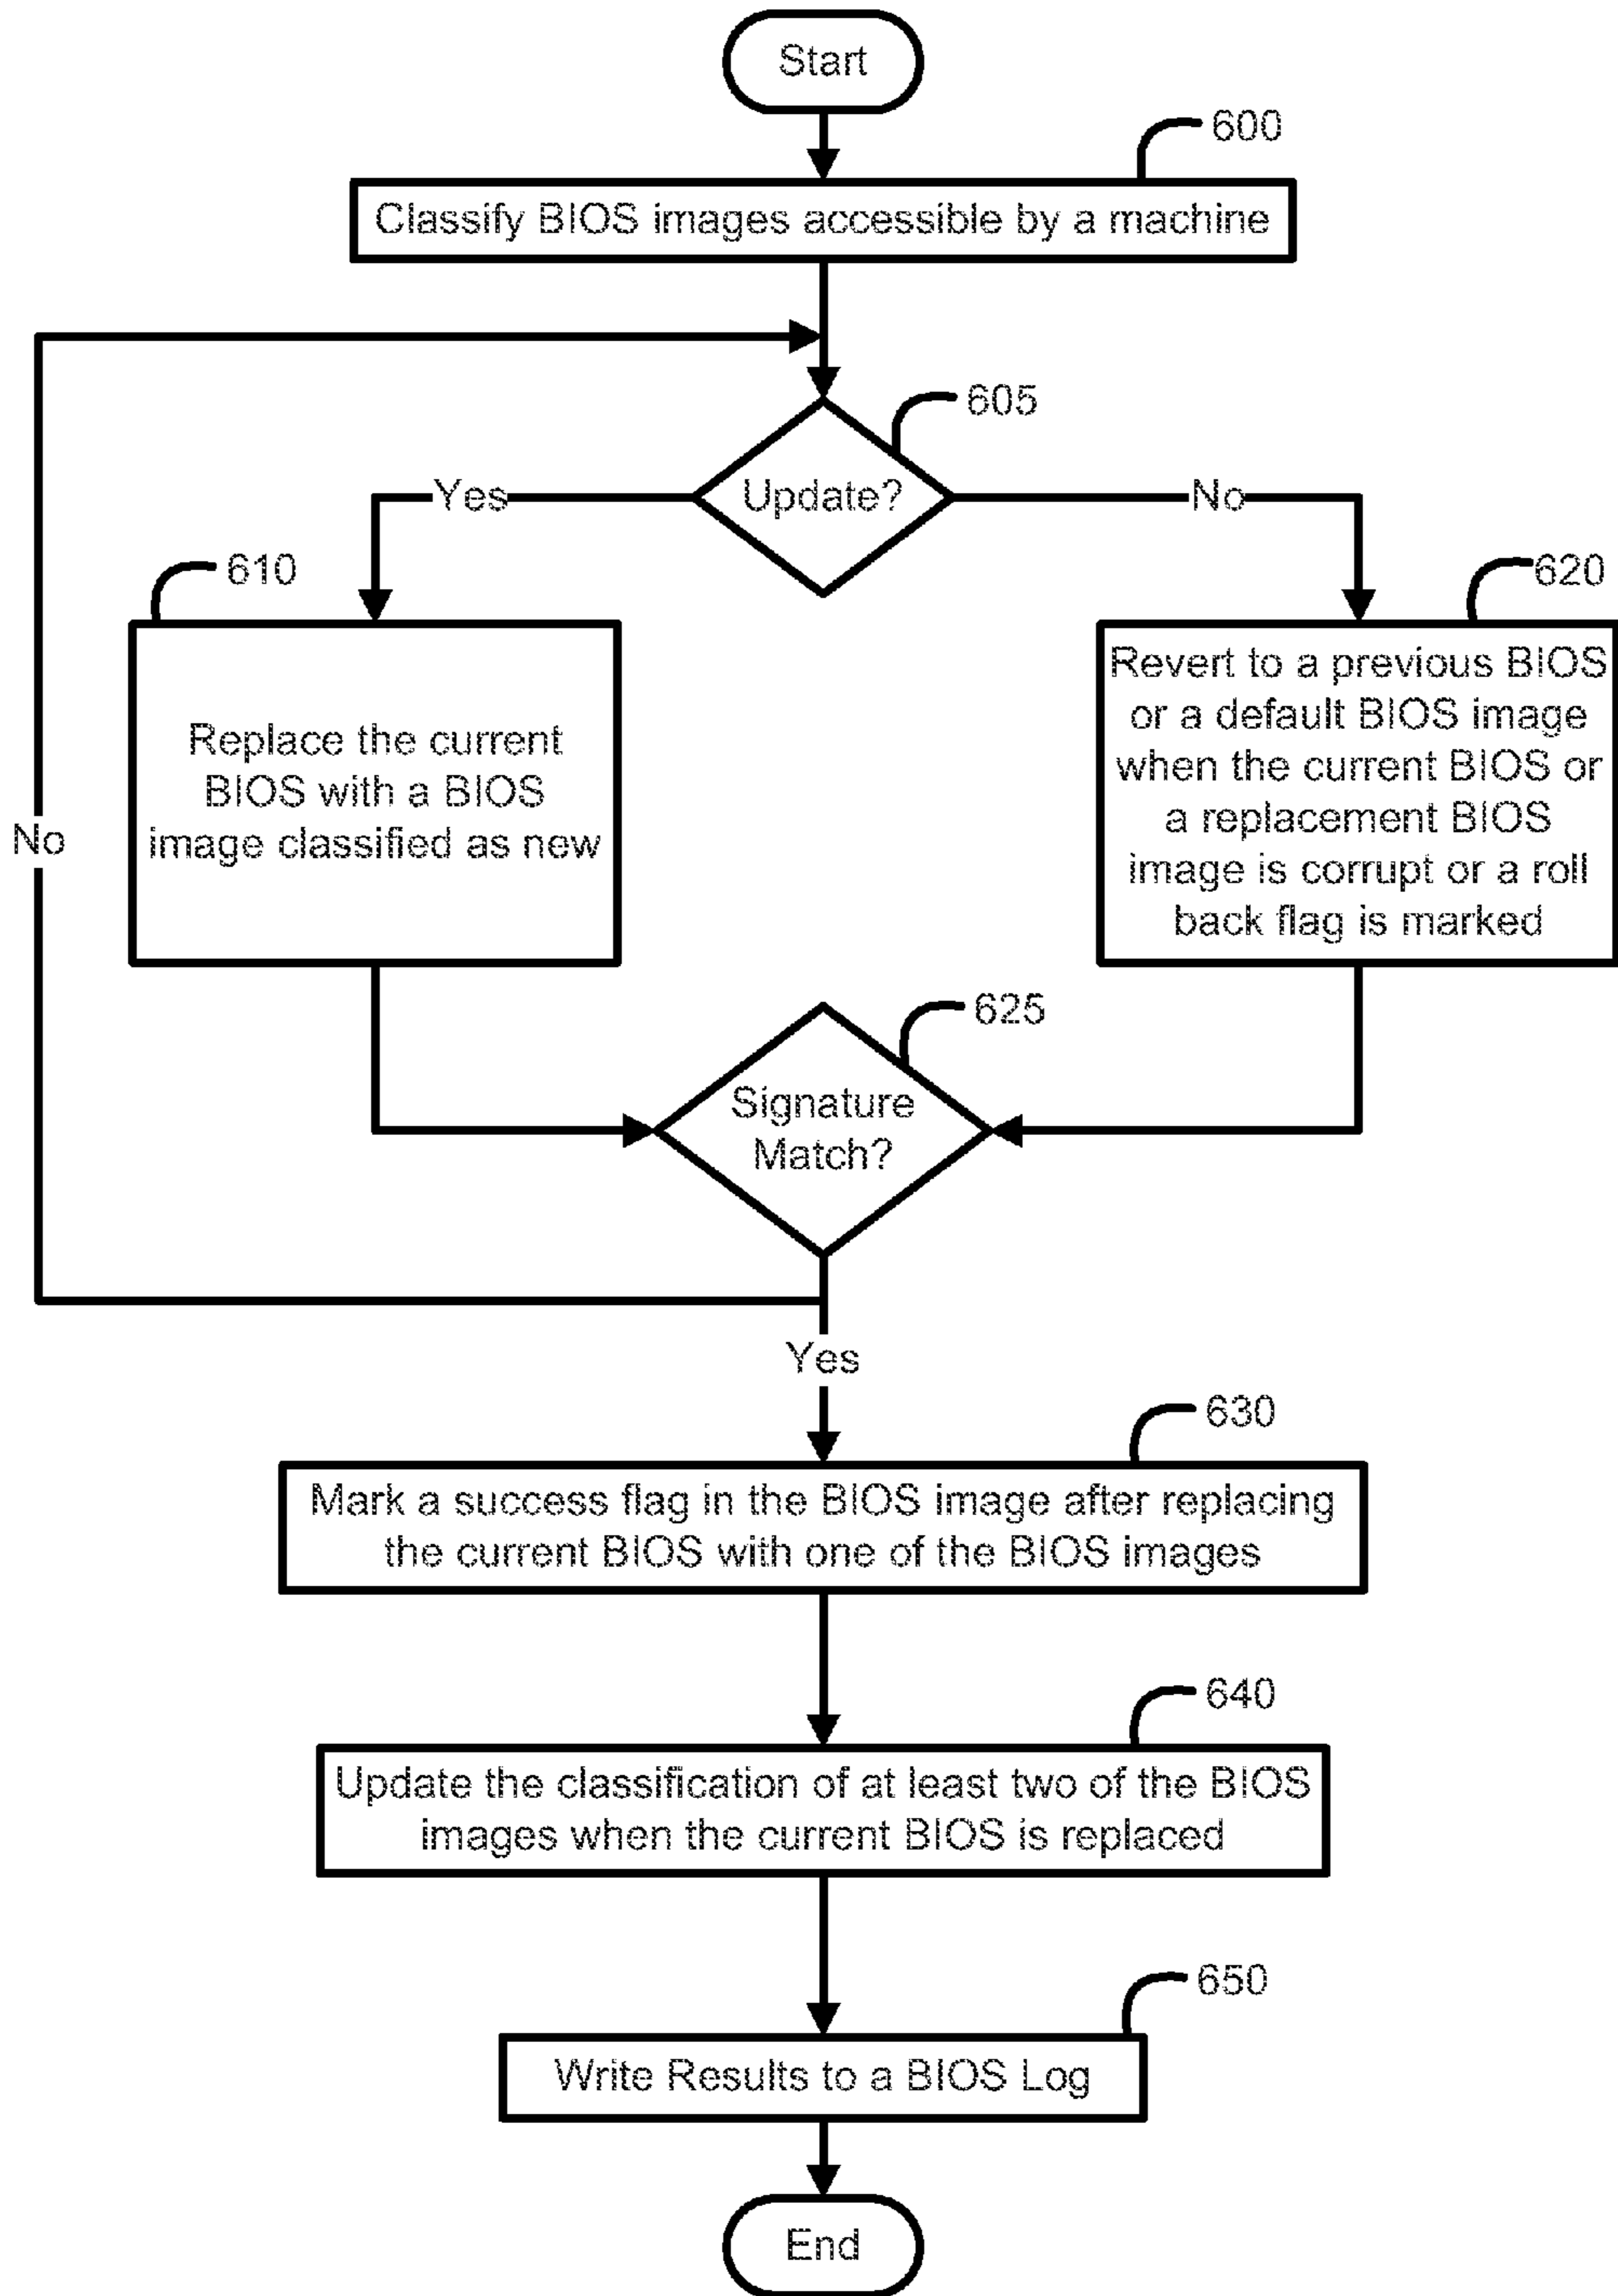 Start
600
Classify BIOS images accessible by a machine
605
Update?
Yes
No
610
620
Replace the current
BIOS with a BIOS
image classified as new
Revert to a previous BIOS
or a default BIOS image
when the current BIOS or
a replacement BIOS
image is corrupt or a roll
back flag is marked
No
625
Signature
Match?
Yes
630
Mark a success flag in the BIOS image after replacing
the current BIOS with one of the BIOS images
640
Update the classification of at least two of the BIOS
images when the current BIOS is replaced
650
Write Results to a BIOS Log
End